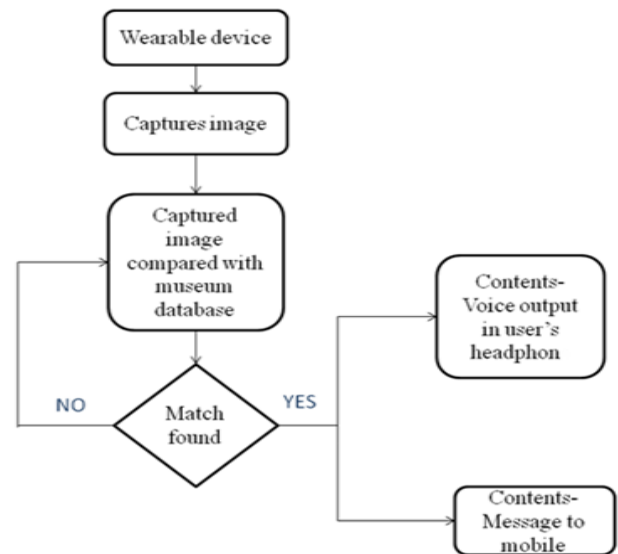 Wearable device
Captures image
Captured
image
compared with
museum
database
Match
found
NO
YES
Contents-
Voice output
in user's
headphon
Contents-
Message to
mobile